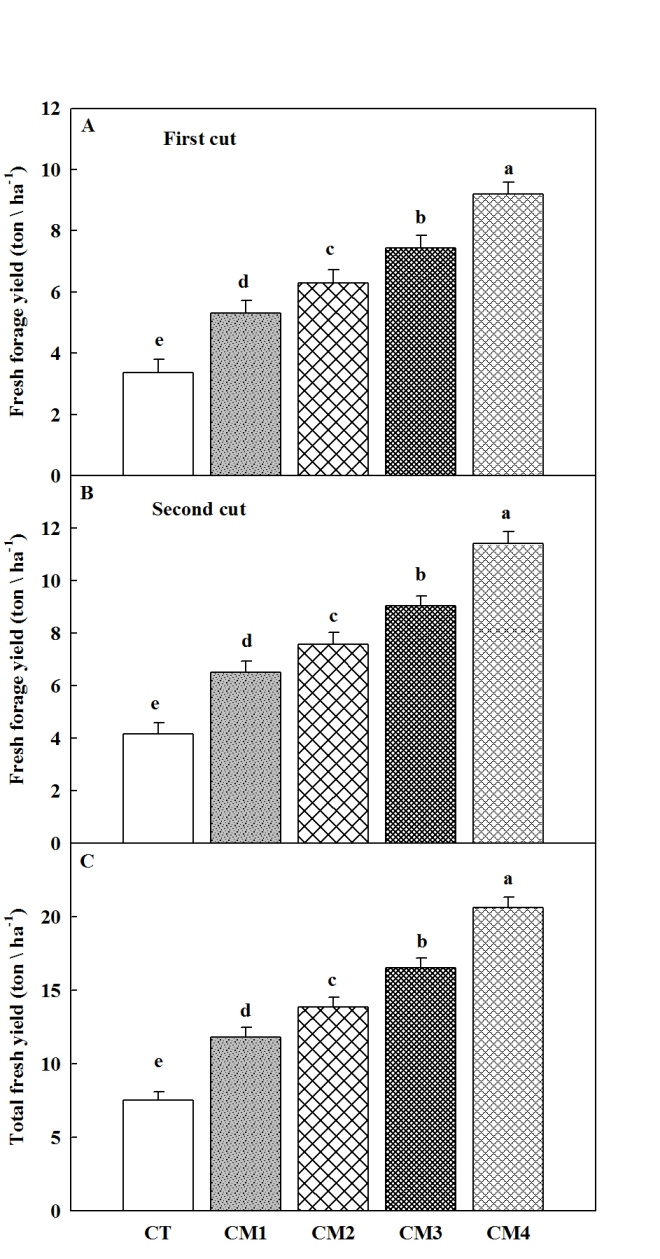 12
A
First cut
a
10
b
8
c
d
6
e
4
2
0
Fresh forage yield (ton \ ha-1)
B
Second cut
a
12
b
10
c
8
d
6
e
4
2
0
Fresh forage yield (ton \ ha-1)
C
a
20
b
c
15
d
10
e
5
0
Total fresh yield (ton \ ha-1)
CT CM1 CM2 CM3 CM4